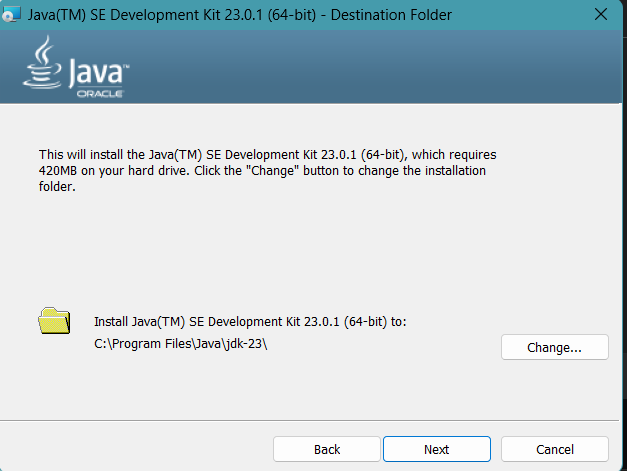 Java(TM) SE Development Kit 23.0.1 (64-bit) - Destination Folder
Java™
ORACLE
This will install the Java(TM) SE Development Kit 23.0.1 (64-bit), which requires
420MB on your hard drive. Click the "Change" button to change the installation
folder.
Install Java(TM) SE Development Kit 23.0.1 (64-bit) to:
C:\Program Files\Java\jdk-23\
Change...
Back
Next
Cancel